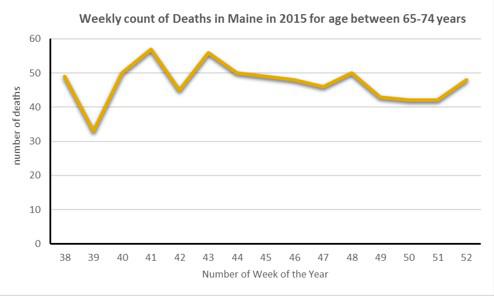 Weekly count of Deaths in Maine in 2015 for age between 65-74 years
number of deaths
60
50
40
30
20
10
0
38 39 40 41 42 43 44 45 46 47 48 49 50 51 52
Number of Week of the Year